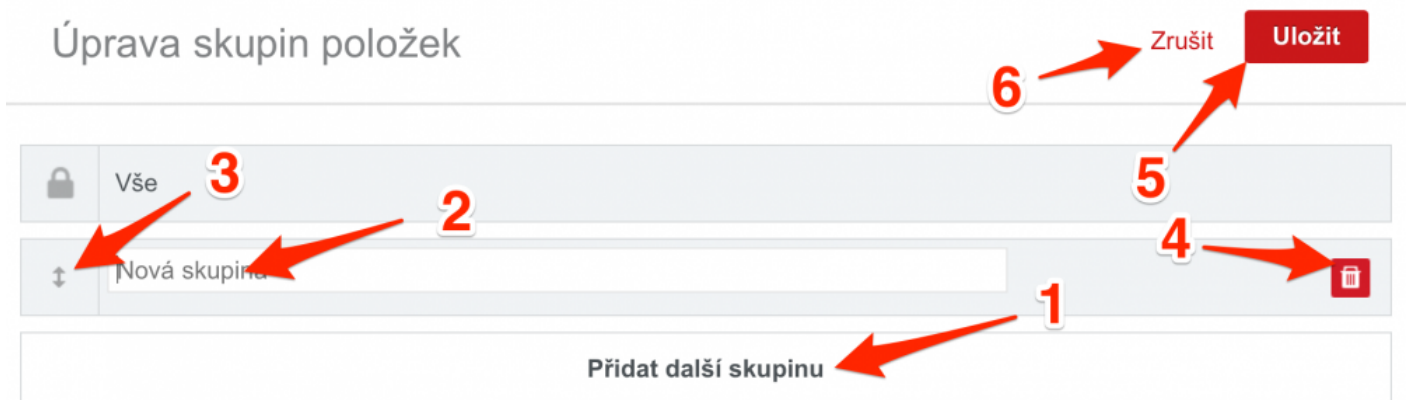 Úprava skupin položek
Zrušit
Uložit
6
5
Vše
3
2
4
Nová skupina
1
Přidat další skupinu